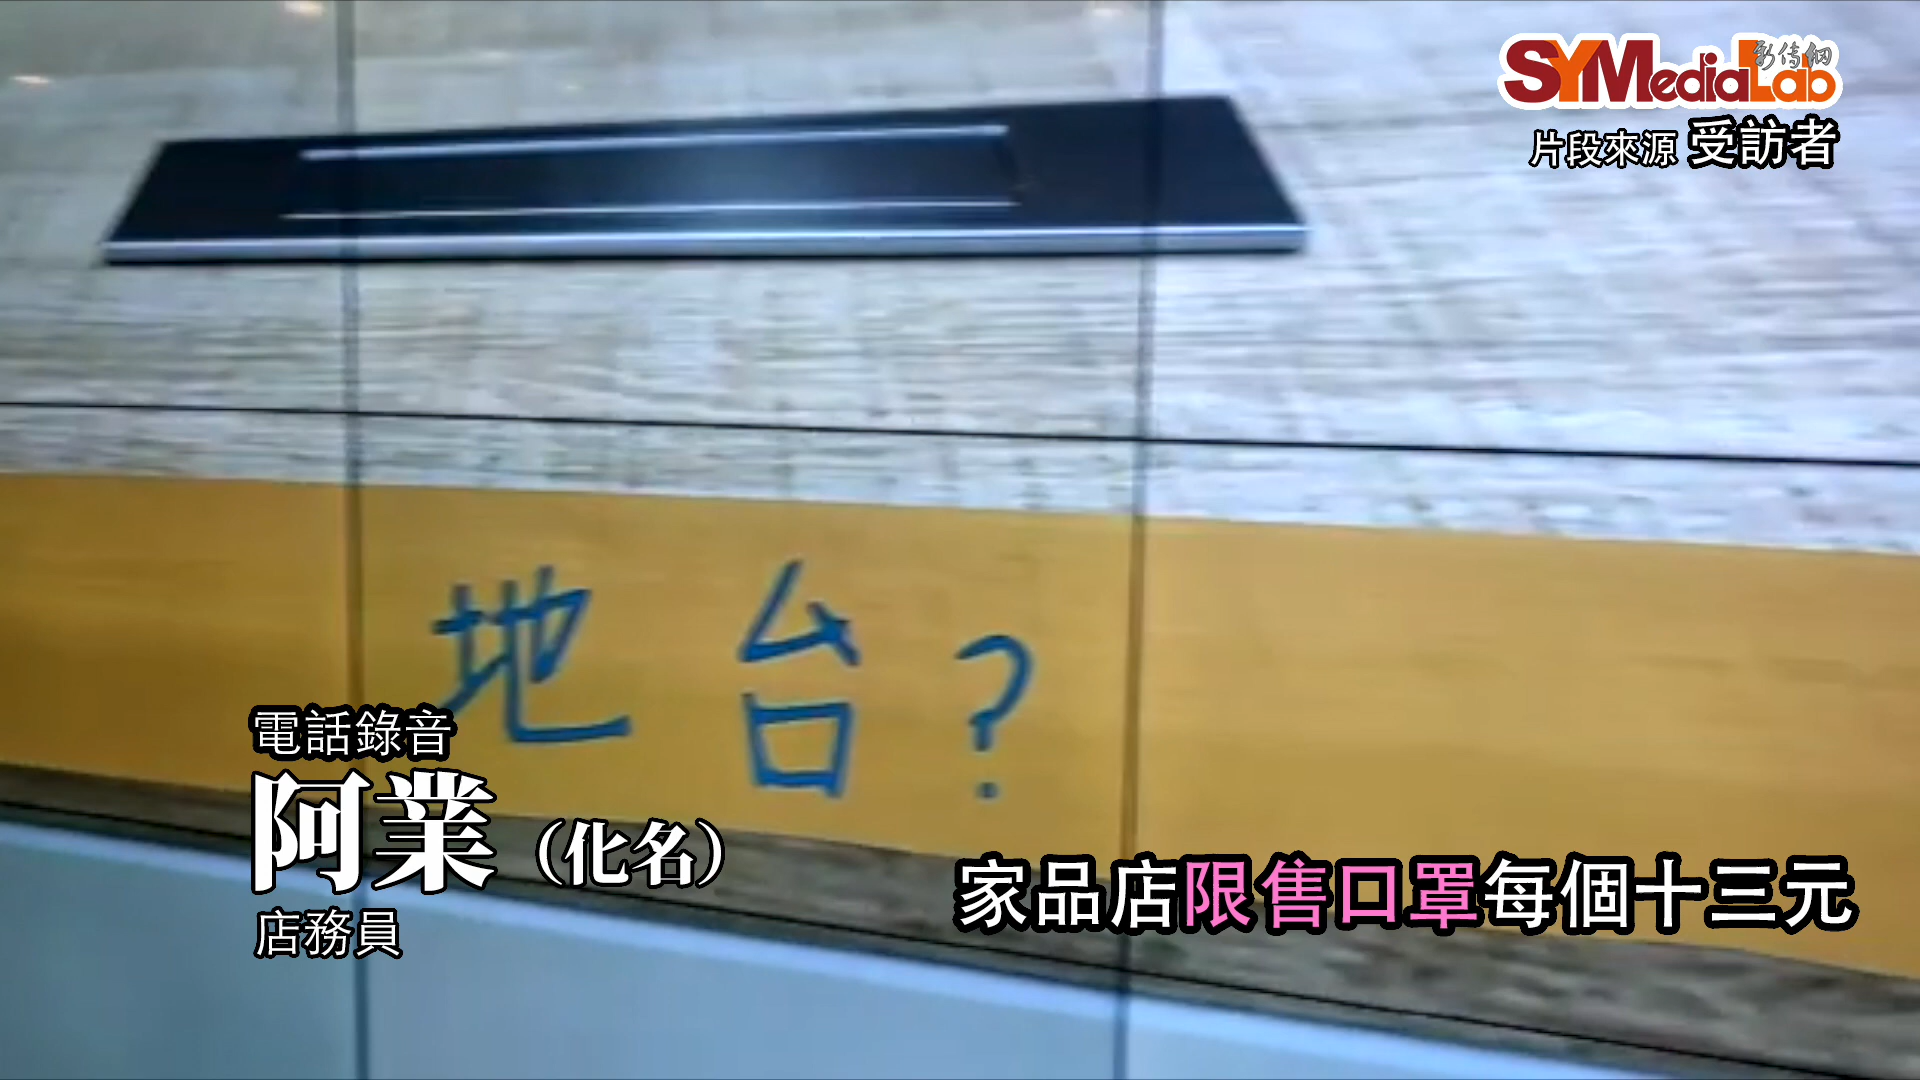 SYMediaLab 影傳網
片段來源 受訪者
地台?
電話錄音
阿業（化名）
店務員
家品店限售口罩每個十三元